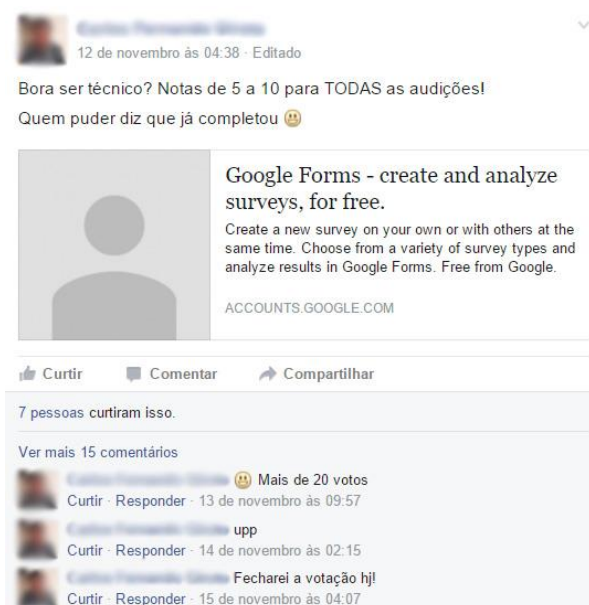 12 de novembro às 04:38 · Editado
Bora ser técnico? Notas de 5 a 10 para TODAS as audições!
Quem puder diz que já completou 😬
Google Forms - create and analyze
surveys, for free.
Create a new survey on your own or with others at the
same time. Choose from a variety of survey types and
analyze results in Google Forms. Free from Google.
ACCOUNTS.GOOGLE.COM
Curtir Comentar Compartilhar
7 pessoas curtiram isso.
Ver mais 15 comentários
😬 Mais de 20 votos
Curtir · Responder · 13 de novembro às 09:57
upp
Curtir · Responder · 14 de novembro às 02:15
Fecharei a votação hj!
Curtir · Responder · 15 de novembro às 04:07